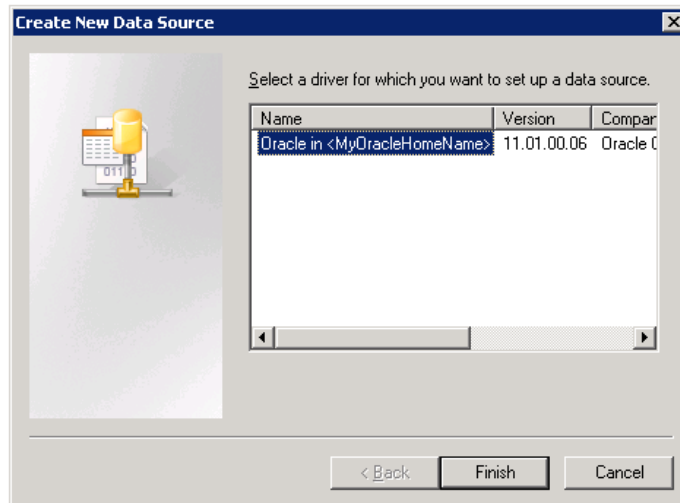 Create New Data Source
Select a driver for which you want to set up a data source.
Name Version Compar
Oracle in <MyOracleHomeName> 11.01.00.06 Oracle C
01110
< Back Finish Cancel